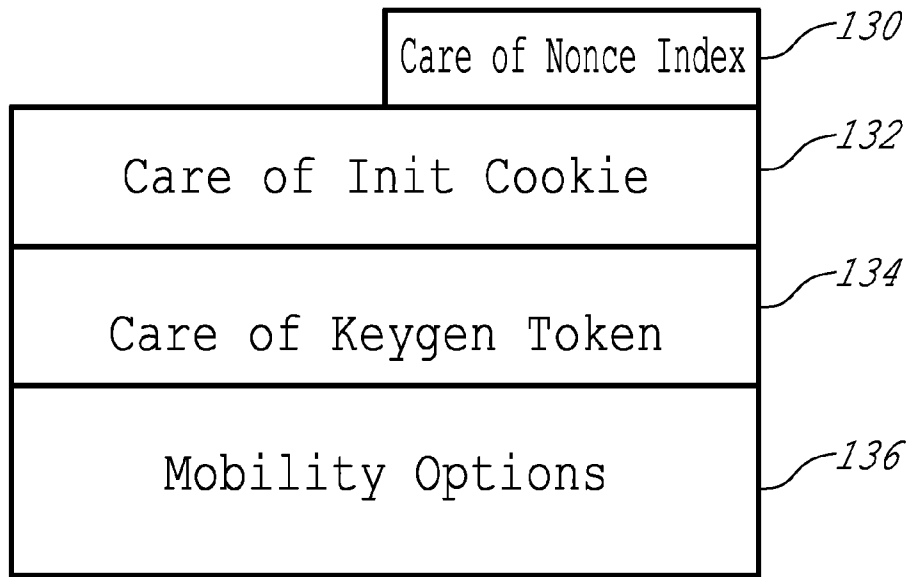 Care of Nonce Index
130
Care of Init Cookie
132
Care of Keygen Token
134
Mobility Options
136